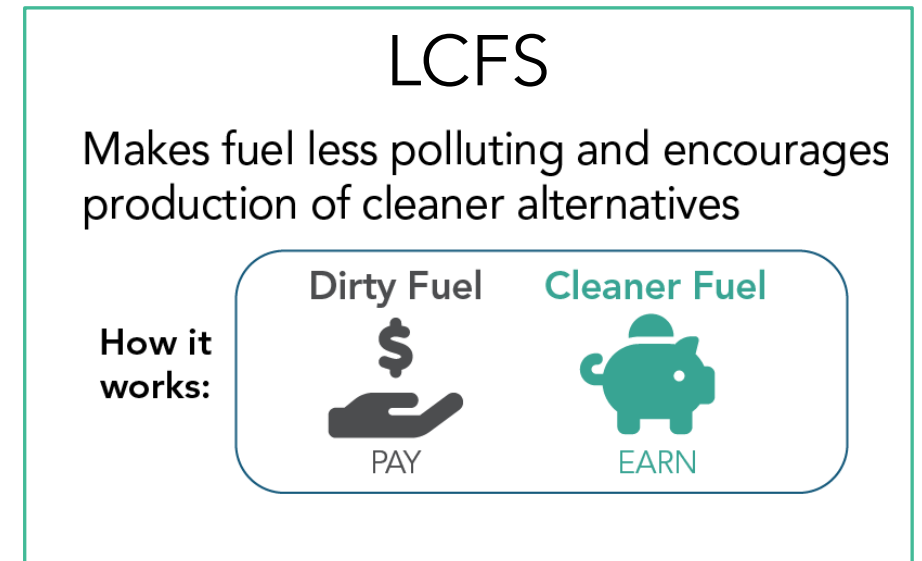 LCFS
Makes fuel less polluting and encourages
production of cleaner alternatives
How it
works:
Dirty Fuel
Cleaner Fuel
$
PAY
EARN